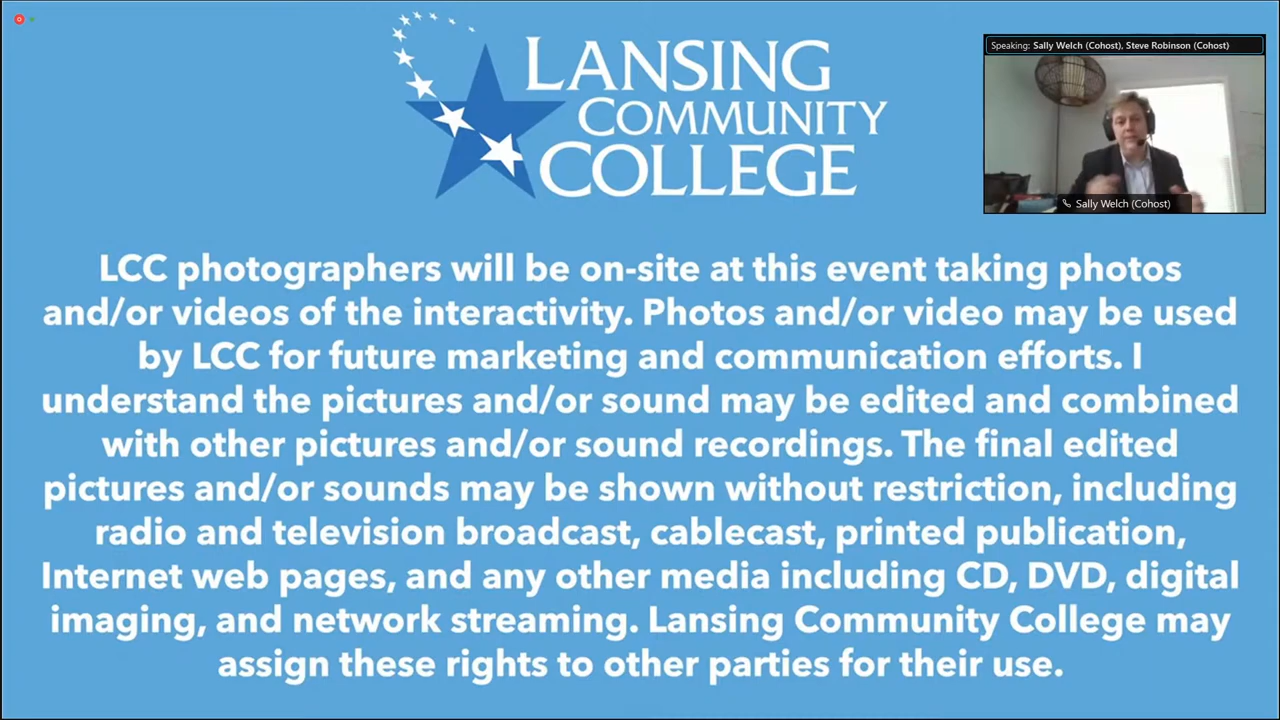 LANSING
COMMUNITY
COLLEGE
Speaking: Sally Welch (Cohost), Steve Robinson (Cohost)
Sally Welch (Cohost)
LCC photographers will be on-site at this event taking photos
and/or videos of the interactivity. Photos and/or video may be used
by LCC for future marketing and communication efforts. I
understand the pictures and/or sound may be edited and combined
with other pictures and/or sound recordings. The final edited
pictures and/or sounds may be shown without restriction, including
radio and television broadcast, cablecast, printed publication,
Internet web pages, and any other media including CD, DVD, digital
imaging, and network streaming. Lansing Community College may
assign these rights to other parties for their use.